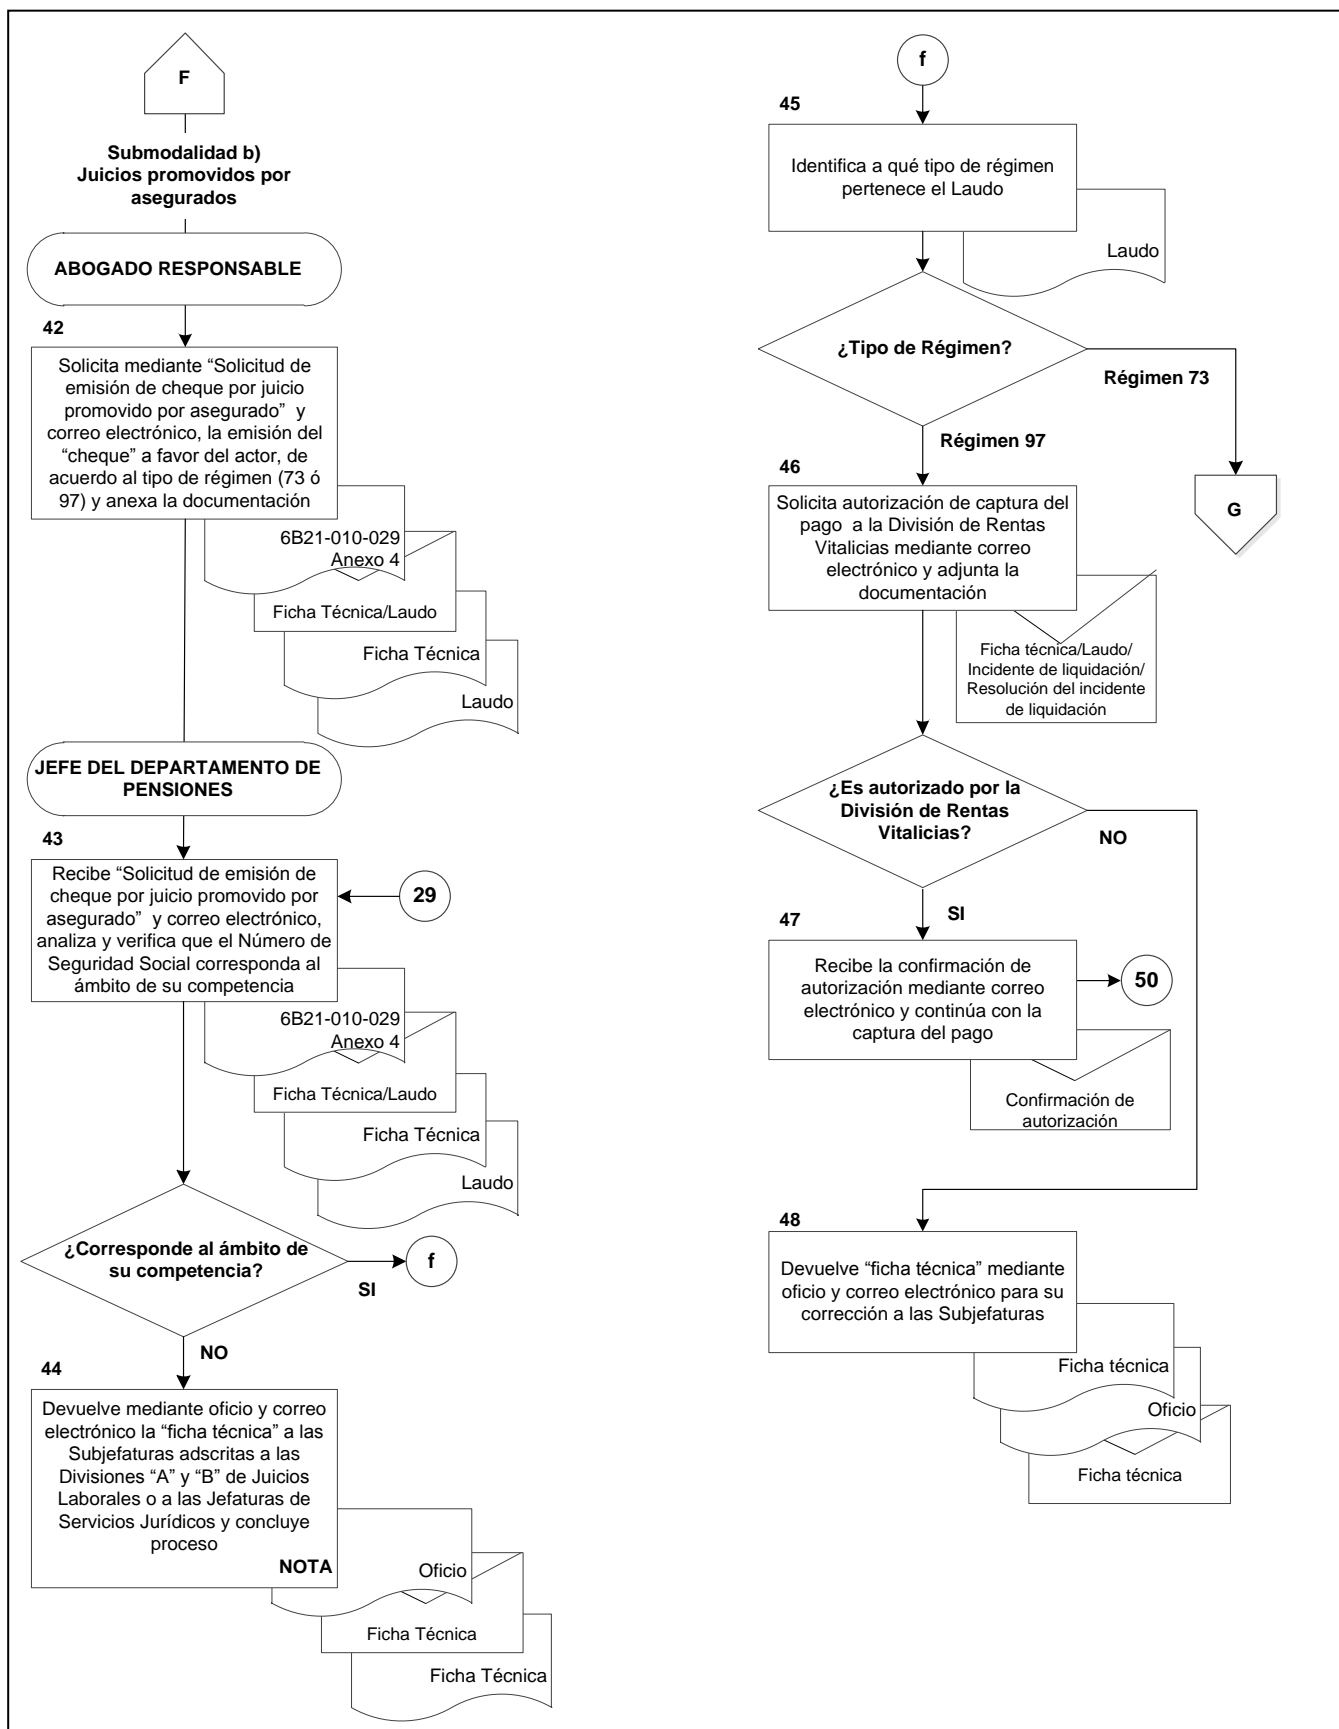 F
Submodalidad b)
Juicios promovidos por
asegurados
ABOGADO RESPONSABLE
42
Solicita mediante “Solicitud de
emisión de cheque por juicio
promovido por asegurado” y
correo electrónico, la emisión del
“cheque” a favor del actor, de
acuerdo al tipo de régimen (73 ó
97) y anexa la documentación
6B21-010-029
Anexo 4
Ficha Técnica/Laudo
Ficha Técnica
Laudo
JEFE DEL DEPARTAMENTO DE
PENSIONES
43
Recibe “Solicitud de emisión de
cheque por juicio promovido por
asegurado” y correo electrónico,
analiza y verifica que el Número de
Seguridad Social corresponda al
ámbito de su competencia
29
6B21-010-029
Anexo 4
Ficha Técnica/Laudo
Ficha Técnica
Laudo
¿Corresponde al ámbito de
su competencia?
SI
f
NO
44
Devuelve mediante oficio y correo
electrónico la “ficha técnica” a las
Subjefaturas adscritas a las
Divisiones “A” y “B” de Juicios
Laborales o a las Jefaturas de
Servicios Jurídicos y concluye
proceso
NOTA
Oficio
Ficha Técnica
Ficha Técnica
f
45
Identifica a qué tipo de régimen
pertenece el Laudo
Laudo
¿Tipo de Régimen?
Régimen 73
G
Régimen 97
46
Solicita autorización de captura del
pago a la División de Rentas
Vitalicias mediante correo
electrónico y adjunta la
documentación
Ficha técnica/Laudo/
Incidente de liquidación/
Resolución del incidente
de liquidación
¿Es autorizado por la
División de Rentas
Vitalicias?
NO
SI
47
Recibe la confirmación de
autorización mediante correo
electrónico y continúa con la
captura del pago
50
Confirmación de
autorización
48
Devuelve “ficha técnica” mediante
oficio y correo electrónico para su
corrección a las Subjefaturas
Ficha técnica
Oficio
Ficha técnica